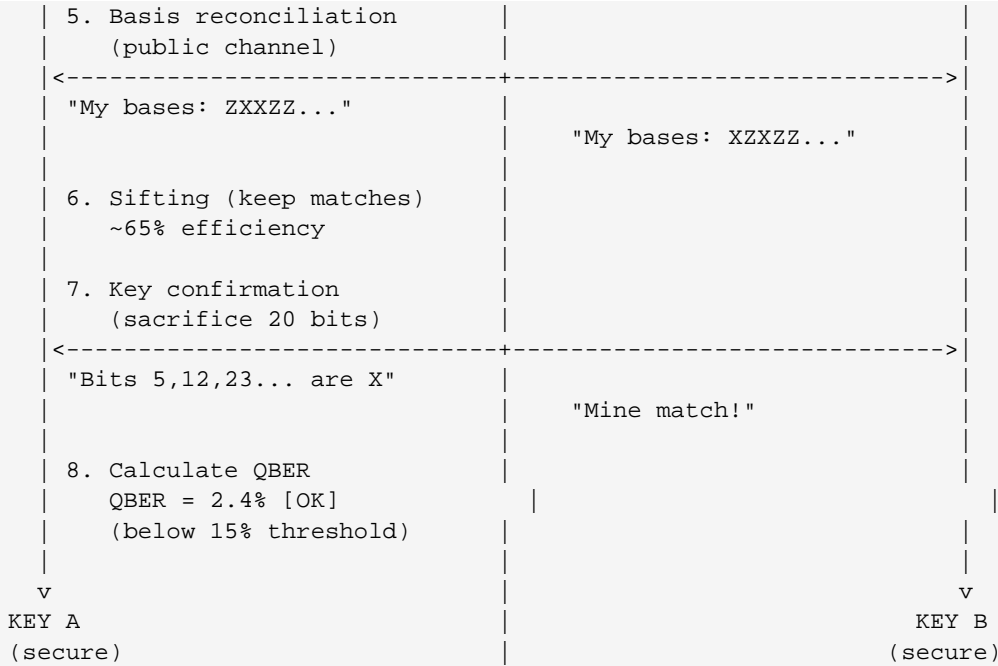 | 5. Basis reconciliation | |
| (public channel) | |
|<------------------------------+------------------------------>|
| "My bases: ZXXZZ..." | |
| | "My bases: XZXZZ..." |
| | |
| 6. Sifting (keep matches) | |
| ~65% efficiency | |
| | |
| 7. Key confirmation | |
| (sacrifice 20 bits) | |
|<------------------------------+------------------------------>|
| "Bits 5,12,23... are X" | |
| | "Mine match!" |
| | |
| 8. Calculate QBER | |
| QBER = 2.4% [OK] | |
| (below 15% threshold) | |
| | |
v | v
KEY A | KEY B
(secure) | (secure)